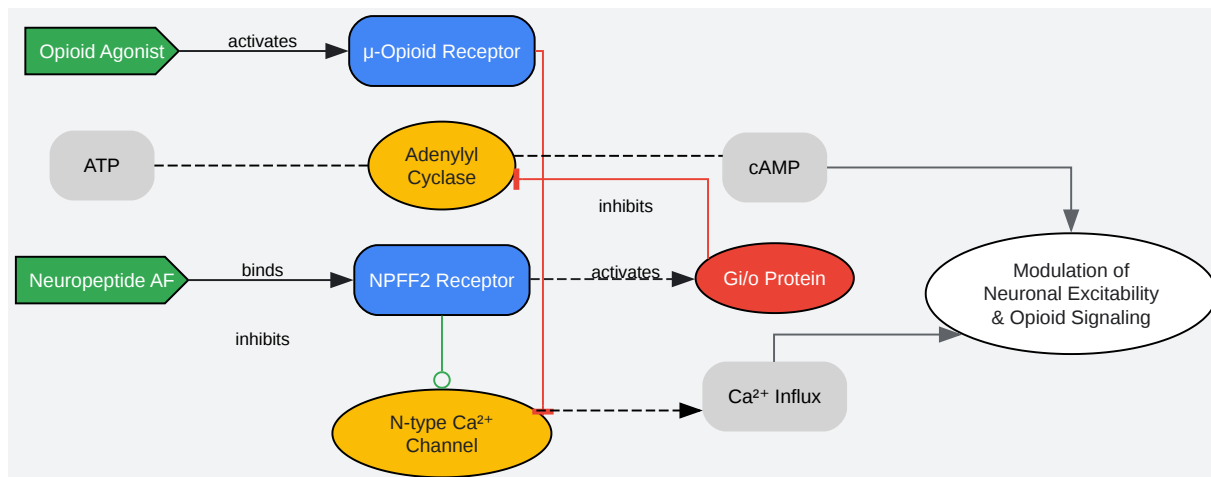 Opioid Agonist
activates
μ-Opioid Receptor
ATP
Adenylyl
Cyclase
cAMP
inhibits
Neuropeptide AF
binds
NPFF2 Receptor
activates
Gi/o Protein
Modulation of
Neuronal Excitability
& Opioid Signaling
inhibits
N-type Ca²⁺
Channel
Ca²⁺ Influx